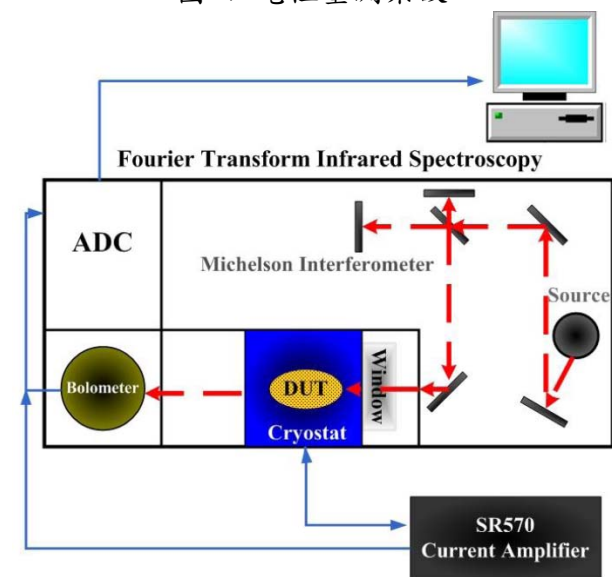 Fourier Transform Infrared Spectroscopy
ADC
Michelson Interferometer
Source
Bolometer
DUT
Window
Cryostat
SR570
Current Amplifier